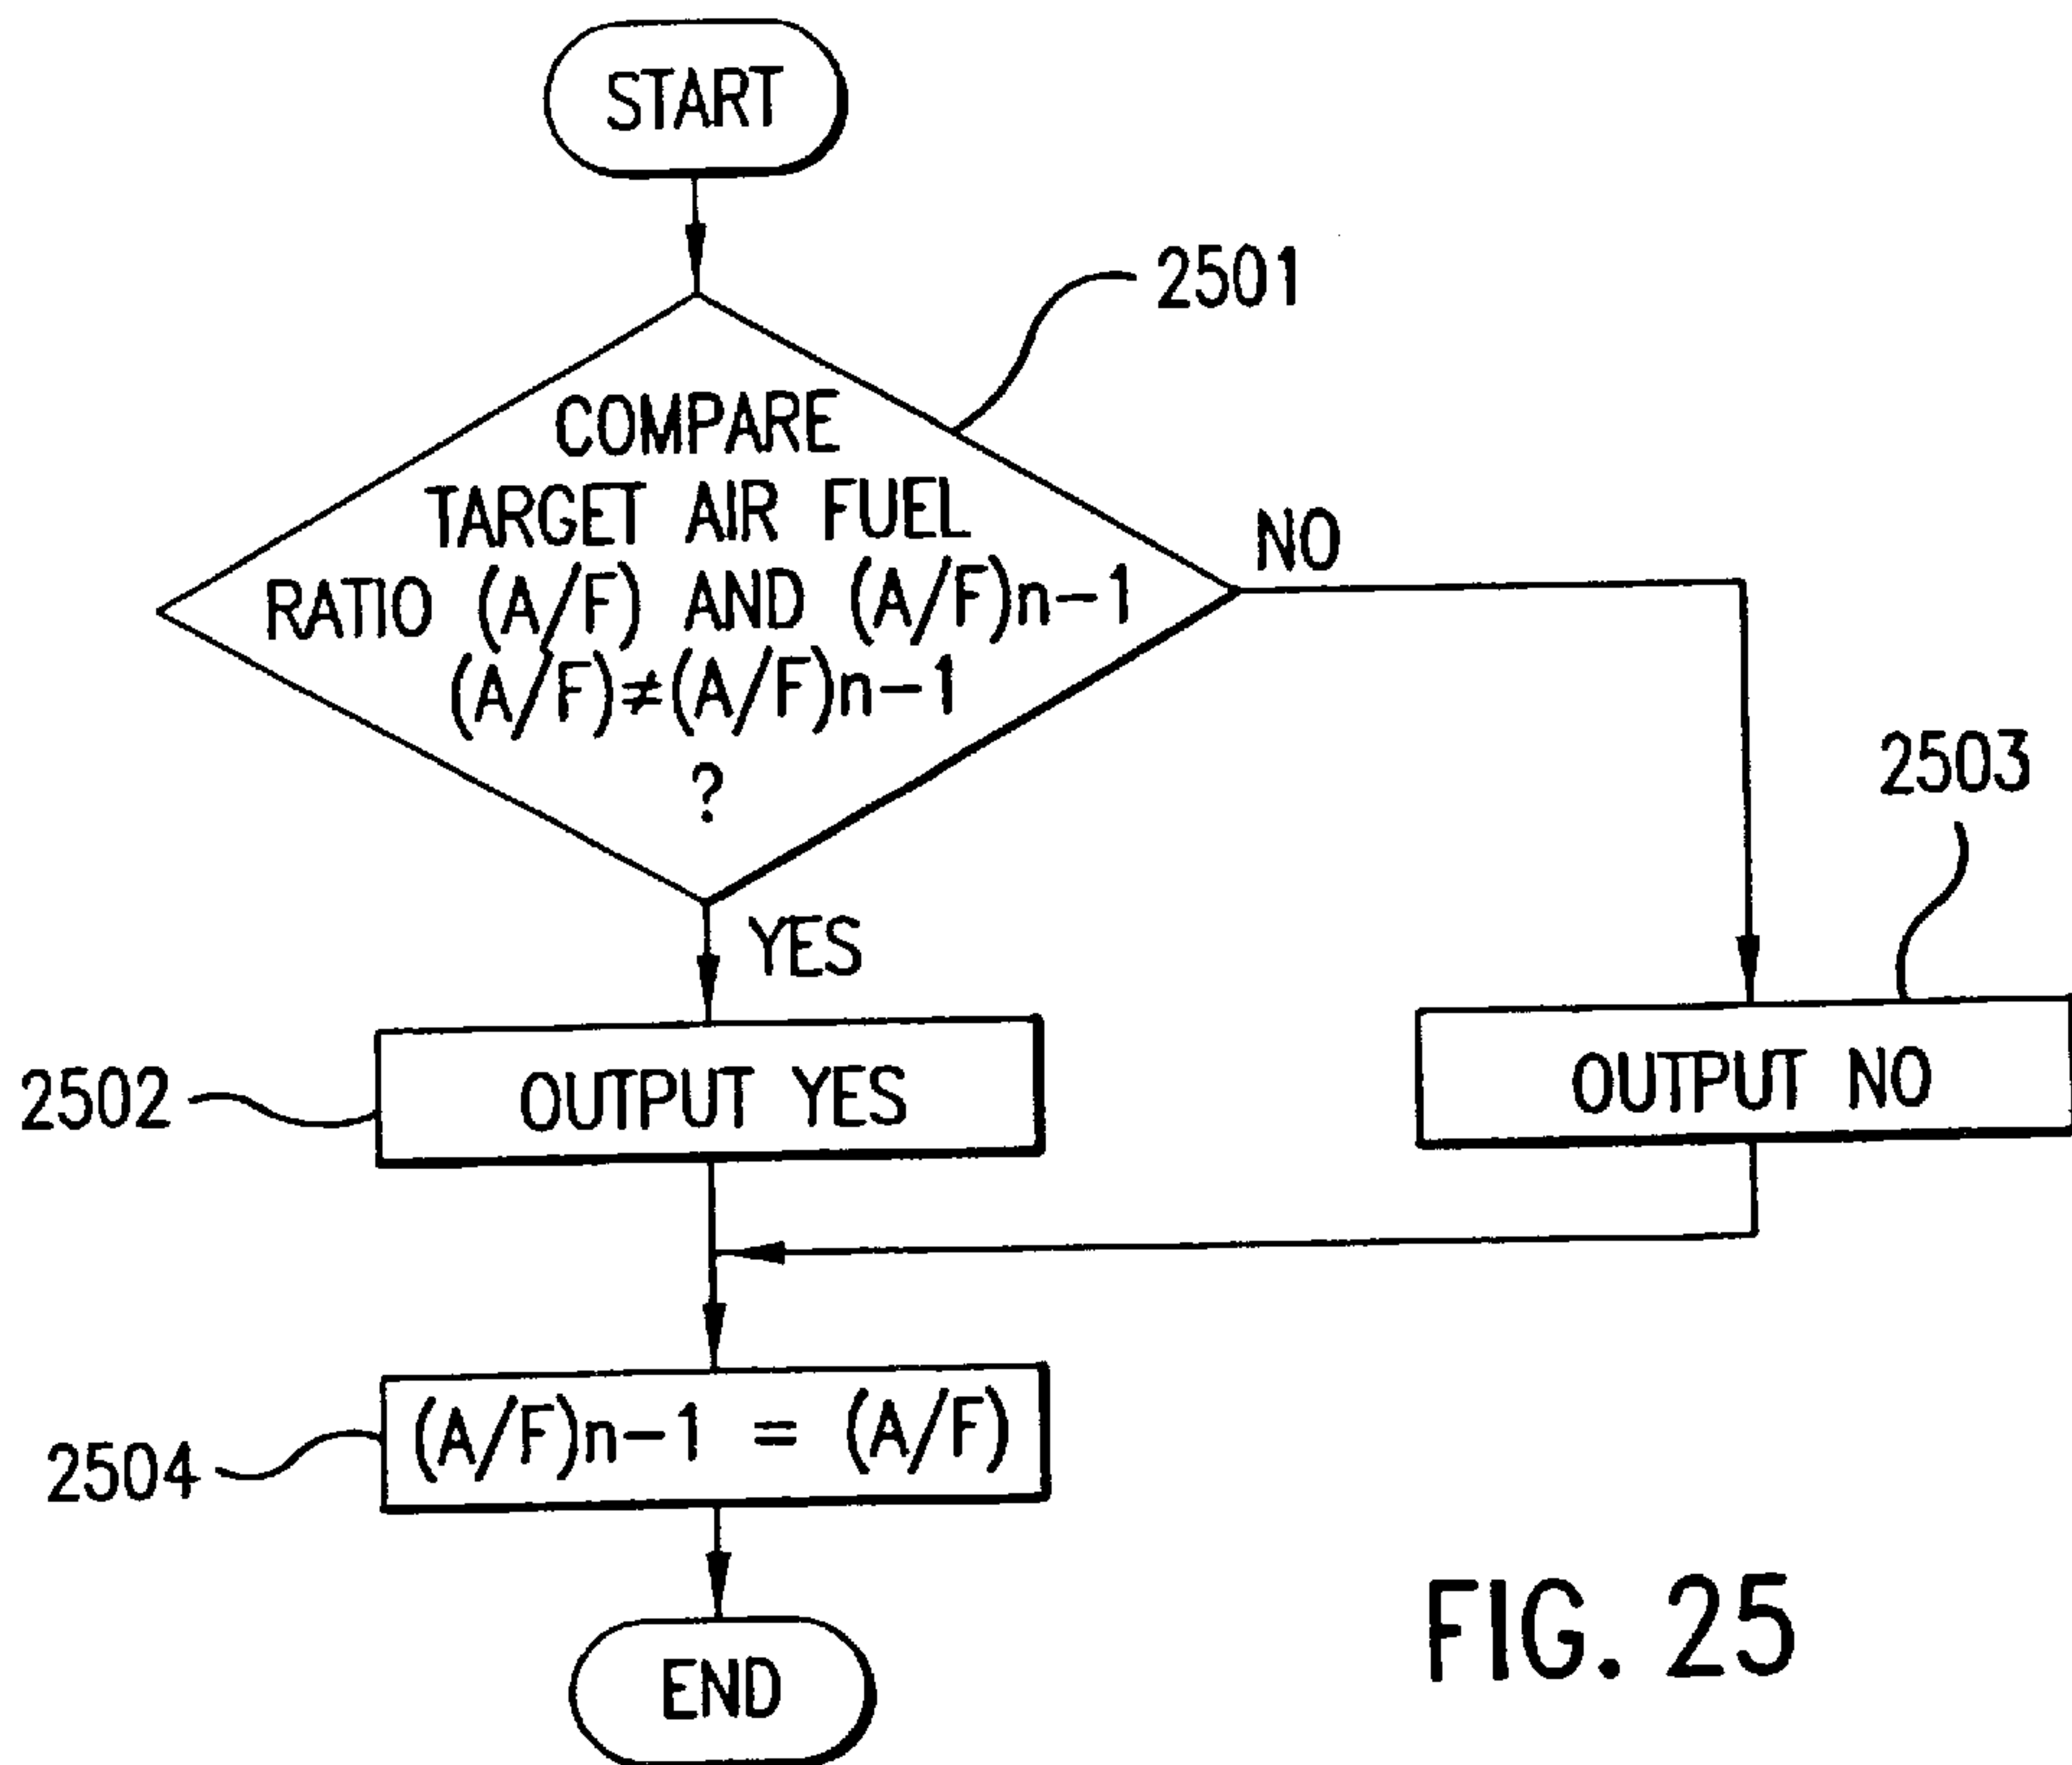 START
2501
COMPARE
TARGET AIR FUEL
RATIO (A/F) AND (A/F)n-1
(A/F)≠(A/F)n-1
?
NO
YES
2503
2502
OUTPUT YES
OUTPUT NO
2504
(A/F)n-1 = (A/F)
END
FIG. 25